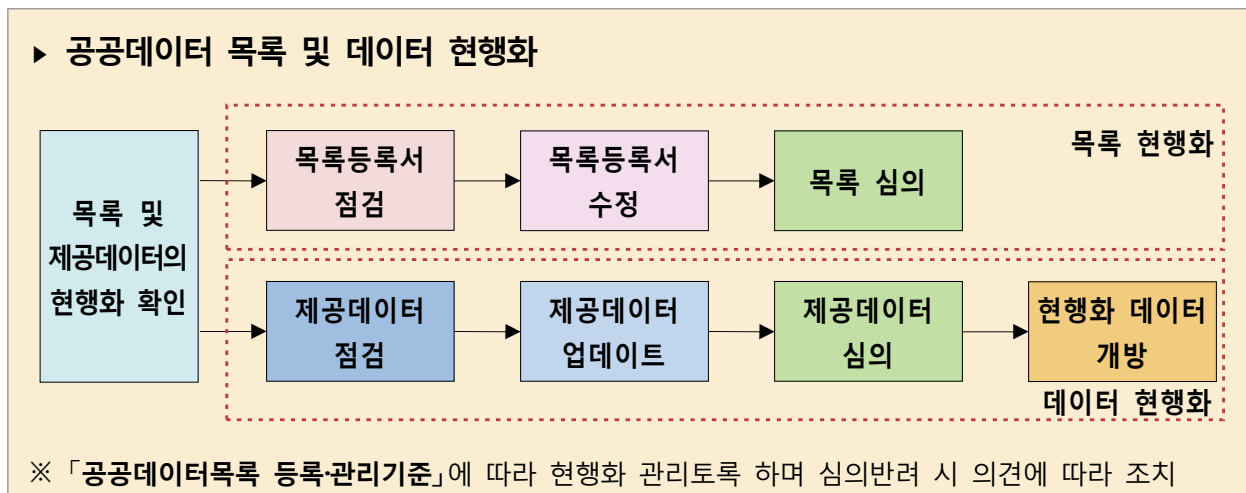 ▶ 공공데이터 목록 및 데이터 현행화
목록 현행화
목록 및
제공데이터의
현행화 확인
목록등록서
점검
목록등록서
수정
목록 심의
제공데이터
점검
제공데이터
업데이트
제공데이터
심의
현행화 데이터
개방
데이터 현행화
※ 「공공데이터목록 등록·관리기준」에 따라 현행화 관리토록 하며 심의반려 시 의견에 따라 조치